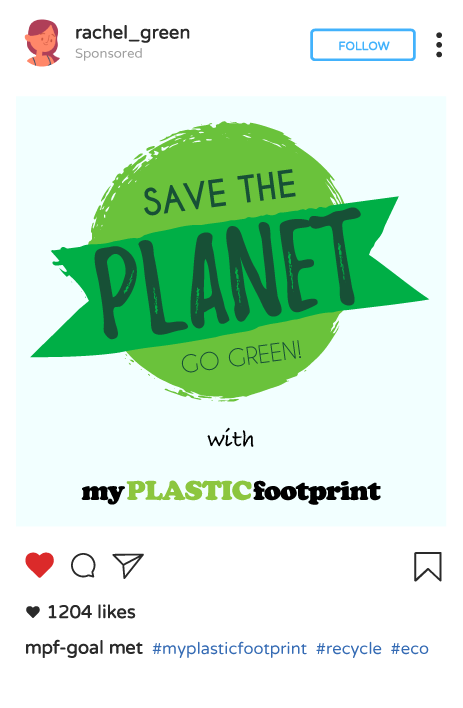 rachel_green
Sponsored
FOLLOW
SAVE THE
PLANET
GO GREEN!
with
myPLASTICfootprint
1204 likes
mpf-goal met #myplasticfootprint #recycle #eco